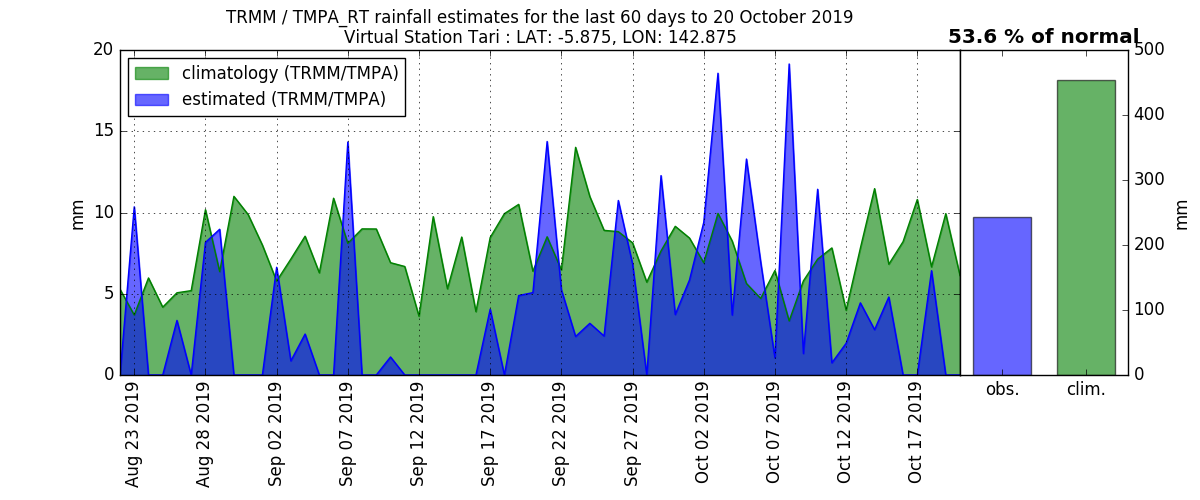 TRMM / TMPA_RT rainfall estimates for the last 60 days to 20 October 2019
Virtual Station Tari : LAT: -5.875, LON: 142.875
53.6 % of normal
climatology (TRMM/TMPA)
estimated (TRMM/TMPA)
20
15
10
5
0
mm
Aug 23 2019
Aug 28 2019
Sep 02 2019
Sep 07 2019
Sep 12 2019
Sep 17 2019
Sep 22 2019
Sep 27 2019
Oct 02 2019
Oct 07 2019
Oct 12 2019
Oct 17 2019
obs.
clim.
500
400
300
200
100
0
mm